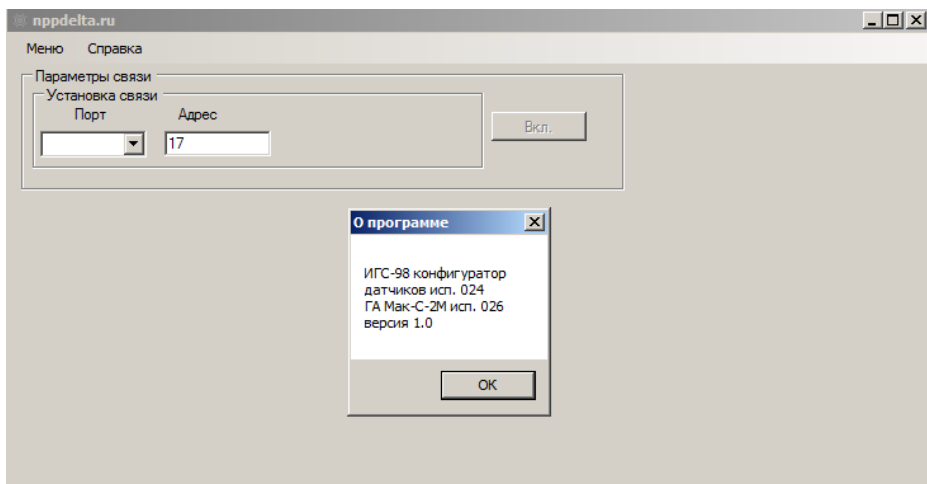 nppdelta.ru
Меню Справка
Параметры связи
Установка связи
Порт Адрес
17
Вкл.
О программе
ИГС-98 конфигуратор
датчиков исп. 024
ГА Мак-С-2М исп. 026
версия 1.0
ОК